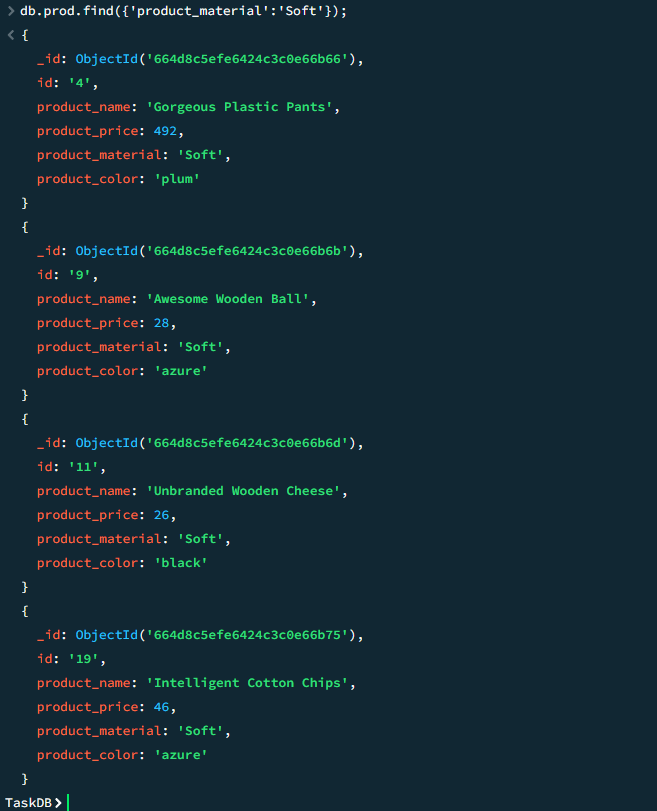 > db.prod.find({'product_material':'Soft'});
< {
_id: ObjectId('664d8c5efe6424c3c0e66b66'),
id: '4',
product_name: 'Gorgeous Plastic Pants',
product_price: 492,
product_material: 'Soft',
product_color: 'plum'
}
{
_id: ObjectId('664d8c5efe6424c3c0e66b6b'),
id: '9',
product_name: 'Awesome Wooden Ball',
product_price: 28,
product_material: 'Soft',
product_color: 'azure'
}
{
_id: ObjectId('664d8c5efe6424c3c0e66b6d'),
id: '11',
product_name: 'Unbranded Wooden Cheese',
product_price: 26,
product_material: 'Soft',
product_color: 'black'
}
{
_id: ObjectId('664d8c5efe6424c3c0e66b75'),
id: '19',
product_name: 'Intelligent Cotton Chips',
product_price: 46,
product_material: 'Soft',
product_color: 'azure'
}
TaskDB>